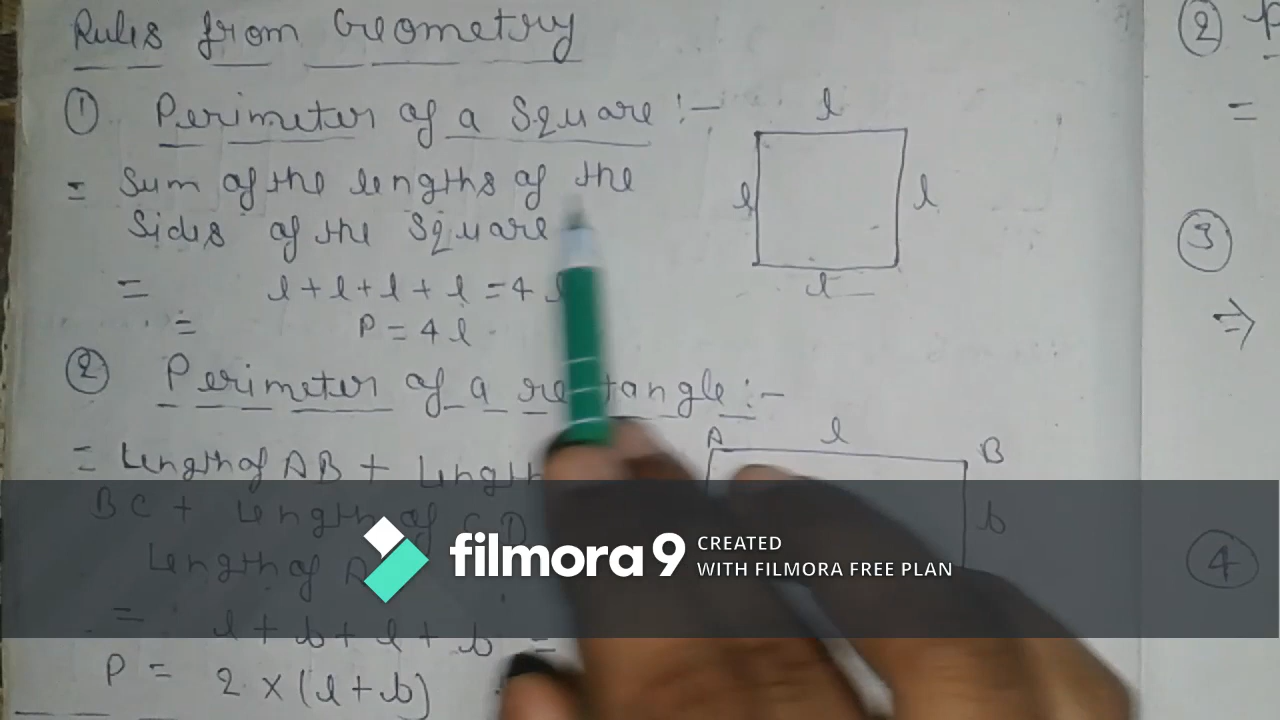 Rules from Geometry
① Perimeter of a Square :-
= Sum of the lengths of the
Sides of the Square
= l + l + l + l = 4 l
= P = 4 l
l
l
l
l
② Perimeter of a rectangle :-
= Length of AB + Length
BC + Length of CD
Length of A
= l + b + l + b =
P = 2 × (l + b)
A
l
B
b
filmora 9
CREATED
WITH FILMORA FREE PLAN
② P
=
③
⇒
④